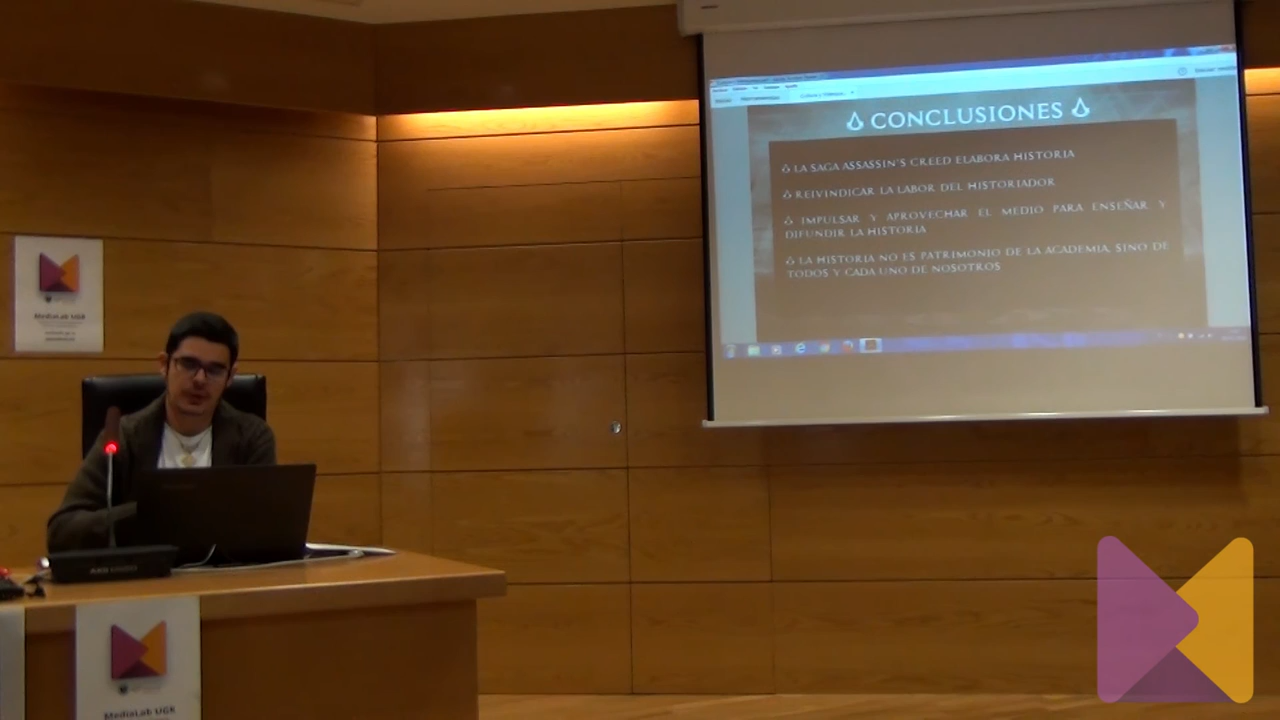 CONCLUSIONES
LA SAGA ASSASSIN'S CREED ELABORA HISTORIA
REIVINDICAR LA LABOR DEL HISTORIADOR
IMPULSAR Y APROVECHAR EL MEDIO PARA ENSEÑAR Y
DIFUNDIR LA HISTORIA
LA HISTORIA NO ES PATRIMONIO DE LA ACADEMIA, SINO DE
TODOS Y CADA UNO DE NOSOTROS
MediaLab UGR
MediaLab UGR